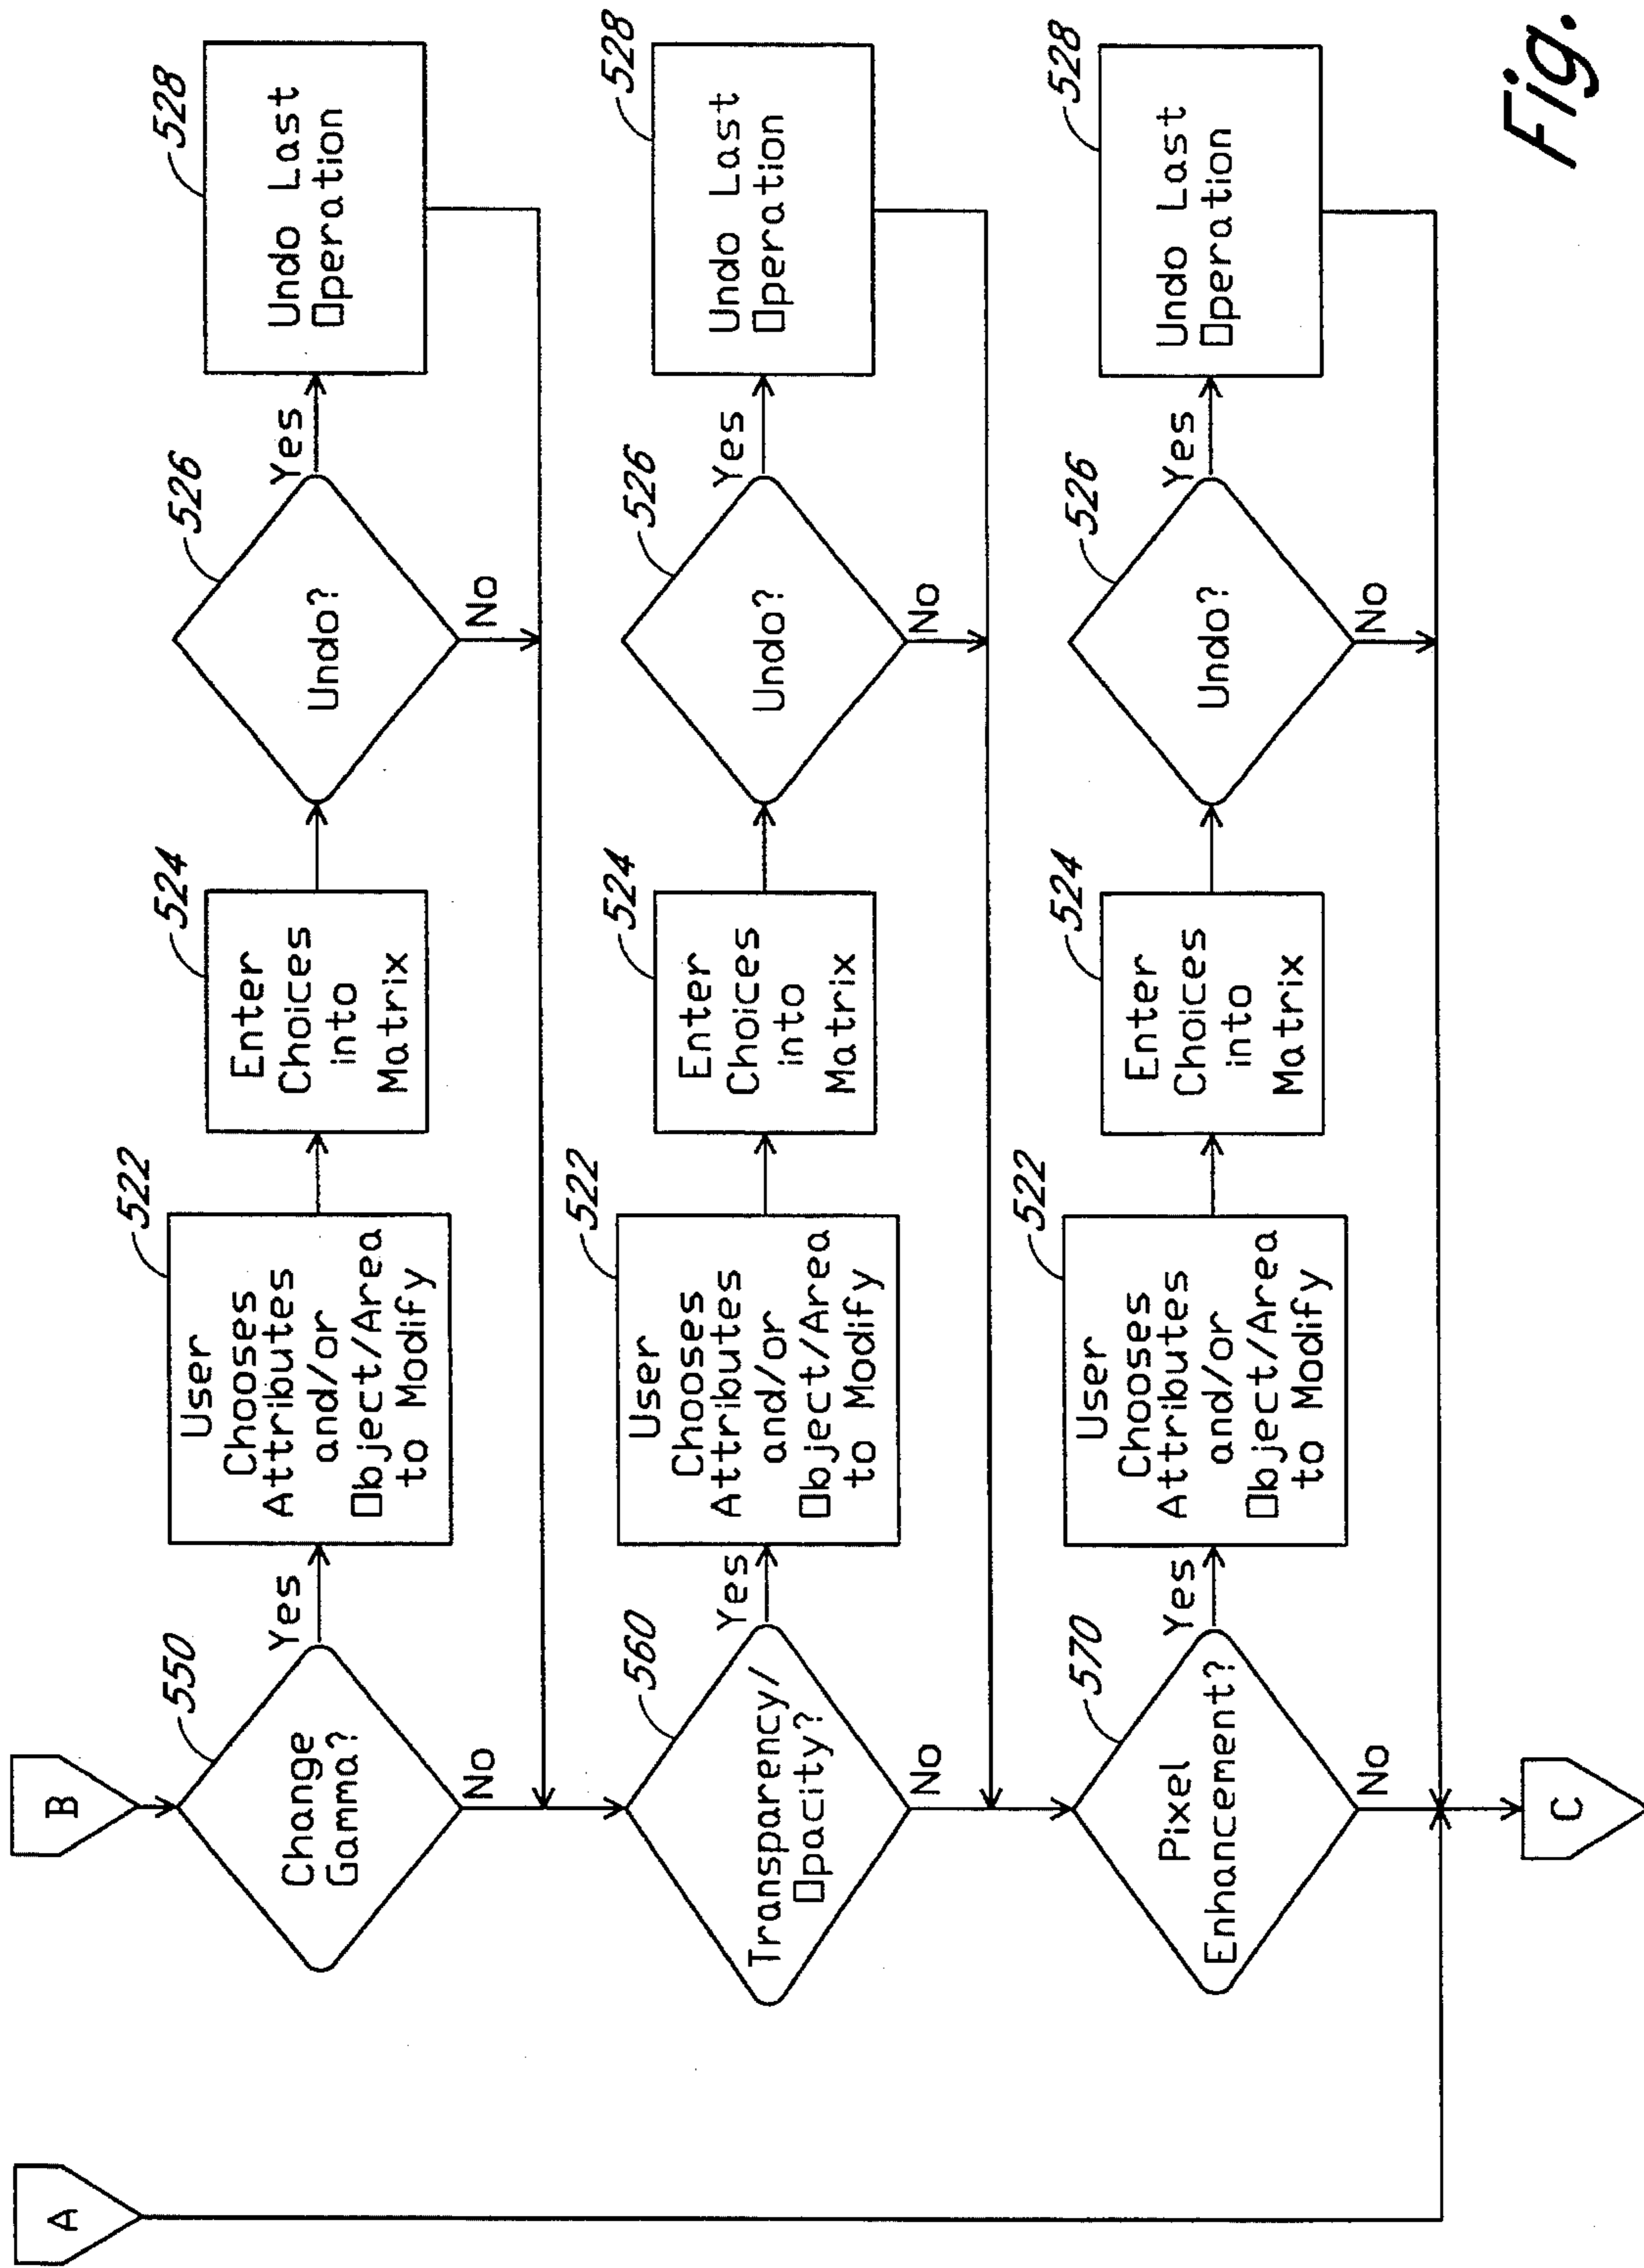 A
B
550
522
524
526
528
Change
Gamma?
Yes
User
Chooses
Attributes
and/or
Object/Area
to Modify
Enter
Choices
into
Matrix
Undo?
Yes
Undo Last
Operation
No
No
560
522
524
526
528
Transparency/
Opacity?
Yes
User
Chooses
Attributes
and/or
Object/Area
to Modify
Enter
Choices
into
Matrix
Undo?
Yes
Undo Last
Operation
No
No
570
522
524
526
528
Pixel
Enhancement?
Yes
User
Chooses
Attributes
and/or
Object/Area
to Modify
Enter
Choices
into
Matrix
Undo?
Yes
Undo Last
Operation
No
No
C
Fig.